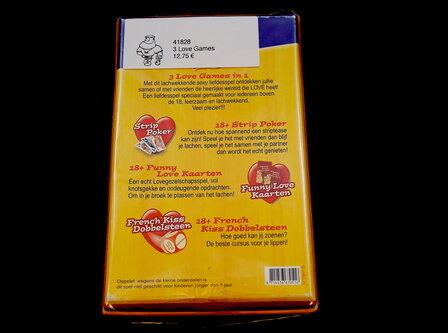 41828
3 Love Games
12,75 €
3 Love Games in 1
Met dit lachwekkende sexy liefdesspel ontdekken jullie
samen of met vrienden de heerlijke wereld die LOVE heet!
Een liefdesspel speciaal gemaakt voor iedereen boven
de 18, leerzaam en lachwekkend.
Veel plezier!!!
Strip
Poker
18+ Strip Poker
Ontdek nu hoe spannend een striptease
kan zijn! Speel je het met vrienden dan blijf
je lachen, speel je het samen met je partner
dan wordt het echt genieten!
18+ Funny
Love Kaarten
Een echt Lovegezelschapsspel, vol
knotsgekke en ondeugende opdrachten.
Om in je broek te plassen van het lachen!
Funny Love
Kaarten
French Kiss
Dobbelsteen
18+ French
Kiss Dobbelsteen
Hoe goed kan jij zoenen?
De beste cursus voor je lippen!
Opgelet: wegens de kleine onderdelen is
dit spel niet geschikt voor kinderen jonger dan 3 jaar